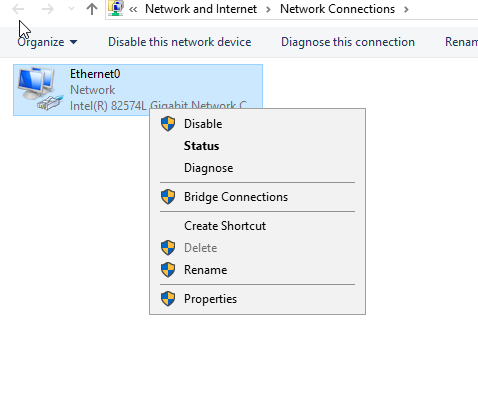 « Network and Internet › Network Connections ›
Organize Disable this network device Diagnose this connection Renam
Ethernet0
Network
Intel(R) 82574L Gigabit Network C
Disable
Status
Diagnose
Bridge Connections
Create Shortcut
Delete
Rename
Properties